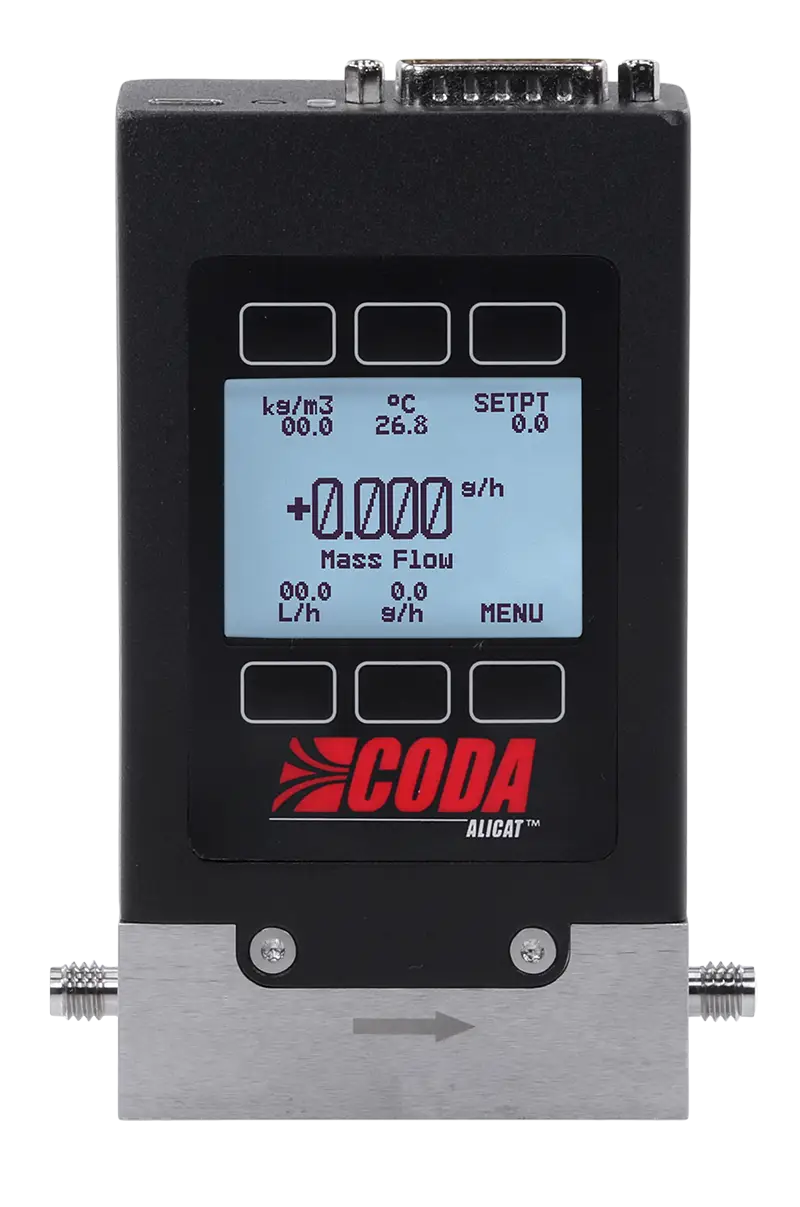 kg/m3 °C SETPT
00.0 26.8 0.0
+0.000 g/h
Mass Flow
00.0 0.0
L/h g/h MENU
CODA
ALICAT™